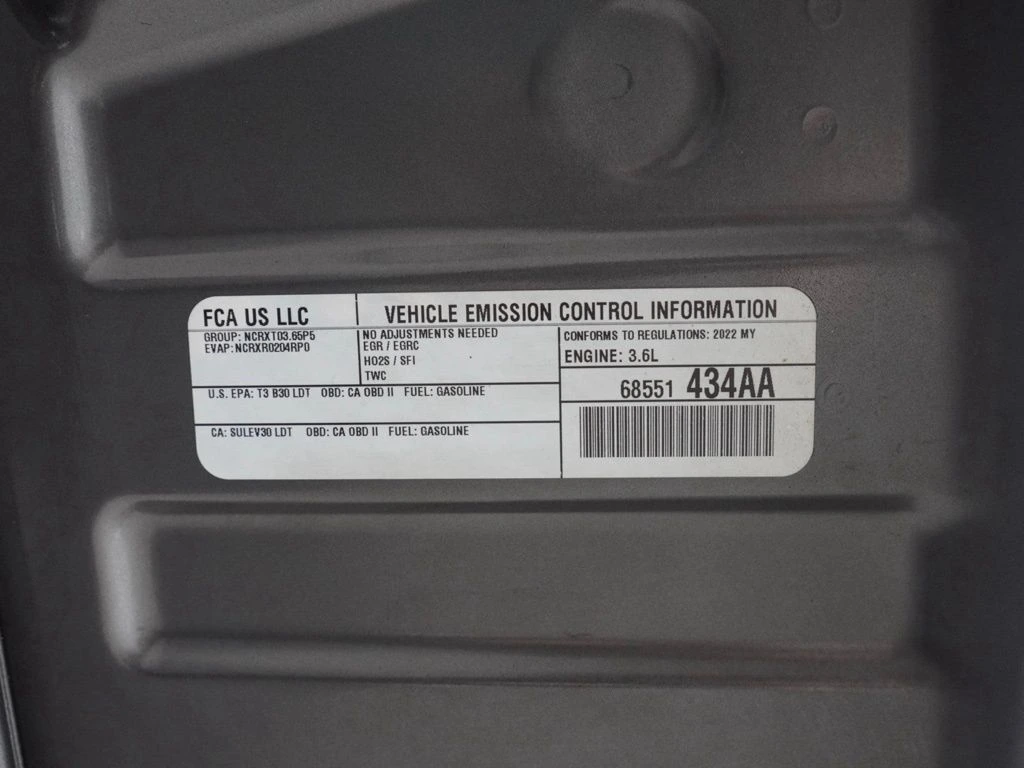 FCA US LLC
VEHICLE EMISSION CONTROL INFORMATION
GROUP: NCRXT03.65P5
EVAP: NCRXR0204RP0
NO ADJUSTMENTS NEEDED
EGR / EGRC
HO2S / SFI
TWC
CONFORMS TO REGULATIONS: 2022 MY
ENGINE: 3.6L
68551 434AA
U.S. EPA: T3 B30 LDT OBD: CA OBD II FUEL: GASOLINE
CA: SULEV30 LDT OBD: CA OBD II FUEL: GASOLINE